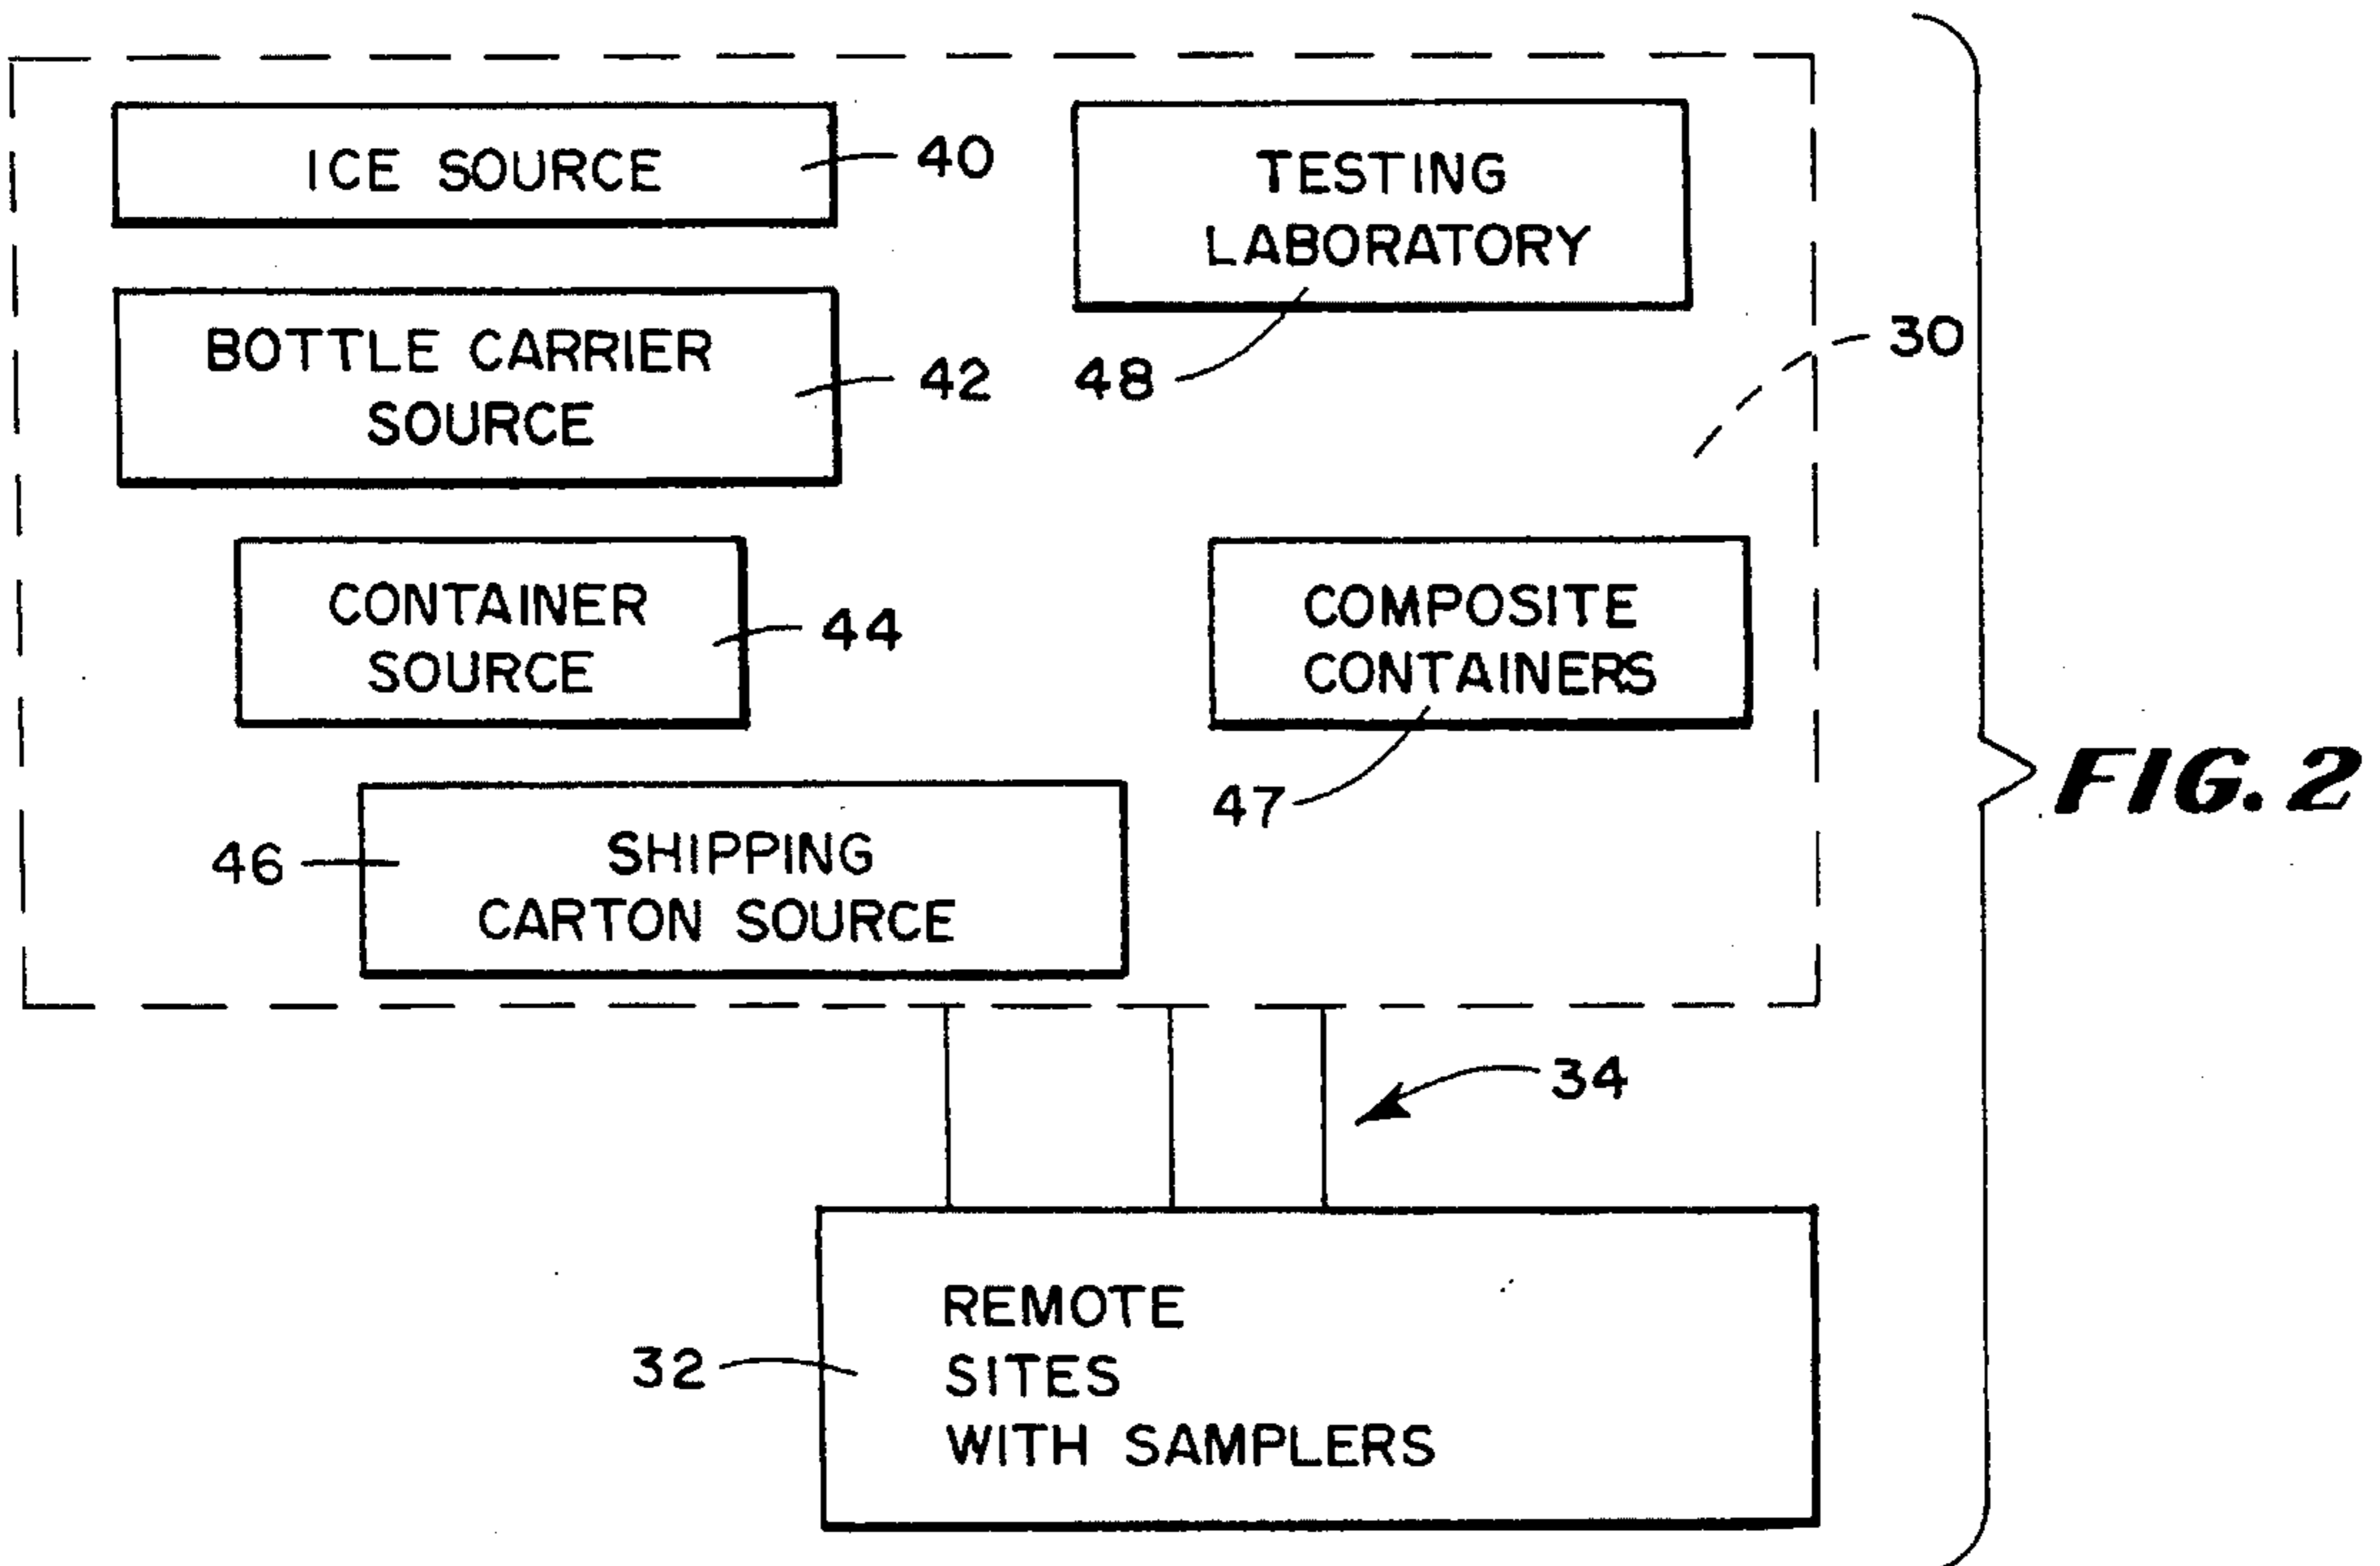 ICE SOURCE
40
TESTING
LABORATORY
48
BOTTLE CARRIER
SOURCE
42
30
CONTAINER
SOURCE
44
COMPOSITE
CONTAINERS
47
SHIPPING
CARTON SOURCE
46
34
REMOTE
SITES
WITH SAMPLERS
32
FIG. 2